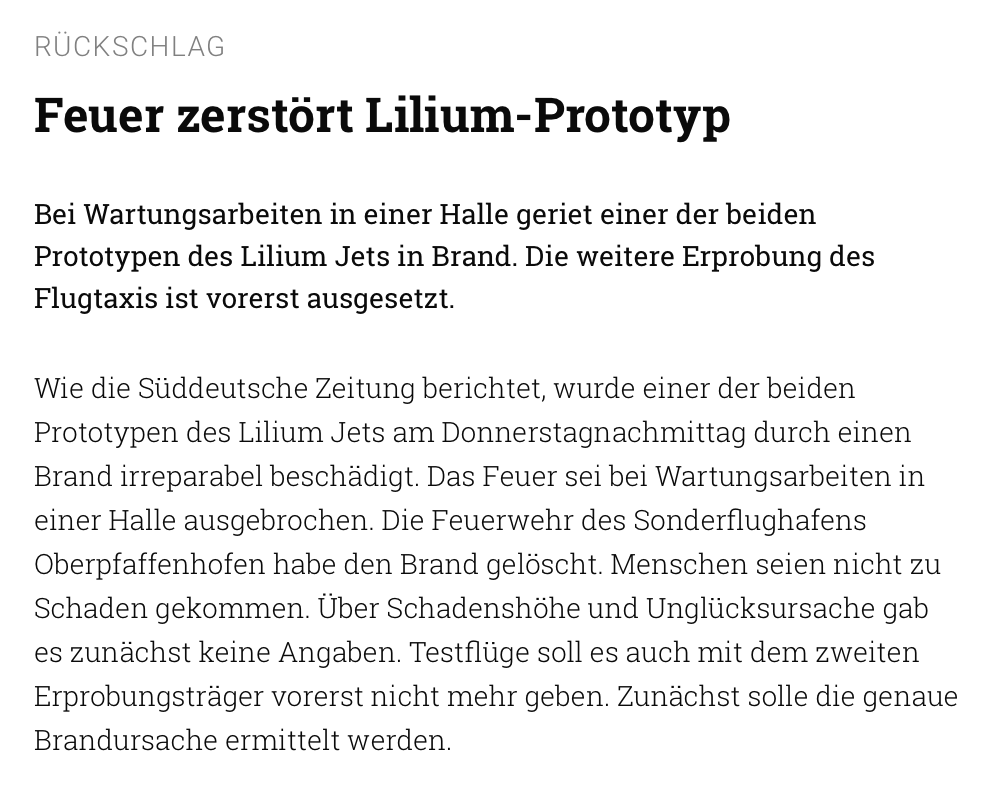 RÜCKSCHLAG
Feuer zerstört Lilium-Prototyp
Bei Wartungsarbeiten in einer Halle geriet einer der beiden
Prototypen des Lilium Jets in Brand. Die weitere Erprobung des
Flugtaxis ist vorerst ausgesetzt.
Wie die Süddeutsche Zeitung berichtet, wurde einer der beiden
Prototypen des Lilium Jets am Donnerstagnachmittag durch einen
Brand irreparabel beschädigt. Das Feuer sei bei Wartungsarbeiten in
einer Halle ausgebrochen. Die Feuerwehr des Sonderflughafens
Oberpfaffenhofen habe den Brand gelöscht. Menschen seien nicht zu
Schaden gekommen. Über Schadenshöhe und Unglücksursache gab
es zunächst keine Angaben. Testflüge soll es auch mit dem zweiten
Erprobungsträger vorerst nicht mehr geben. Zunächst solle die genaue
Brandursache ermittelt werden.